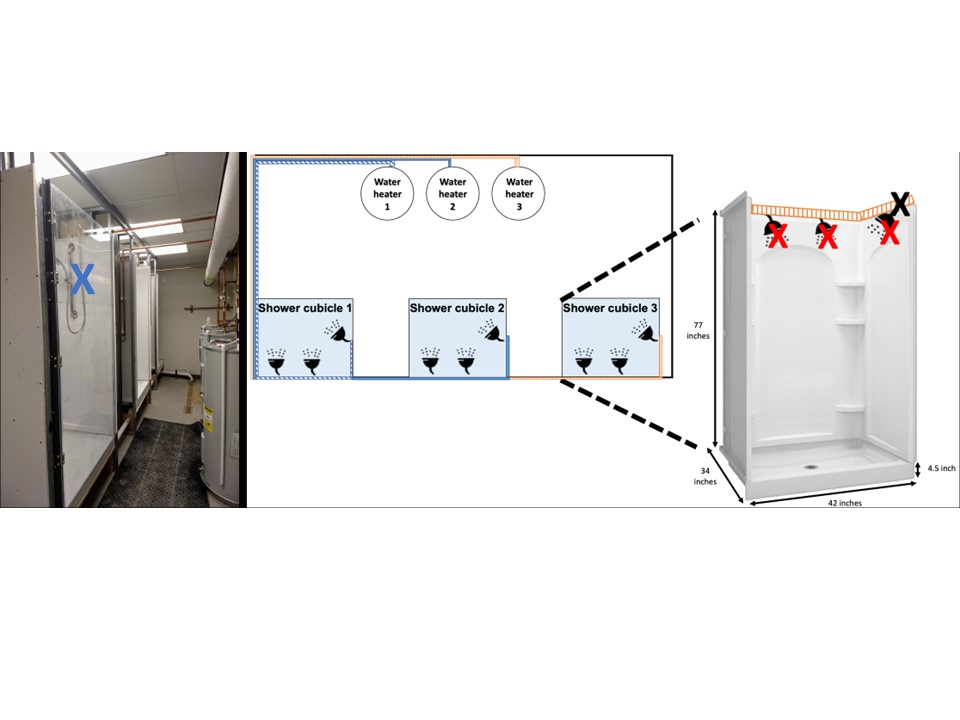 Water
heater
1
Water
heater
2
Water
heater
3
Shower cubicle 1
Shower cubicle 2
Shower cubicle 3
X
X
X
X
X
77
inches
34
inches
42 inches
4.5 inch